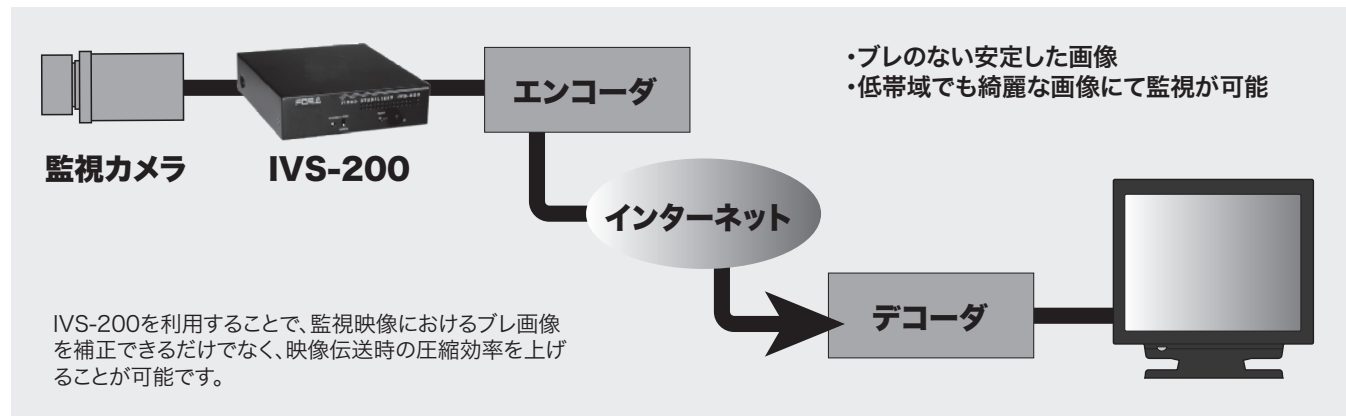 ・ブレのない安定した画像
・低帯域でも綺麗な画像にて監視が可能
エンコーダ
FOR.A
監視カメラ
IVS-200
インターネット
デコーダ
IVS-200を利用することで、監視映像におけるブレ画像
を補正できるだけでなく、映像伝送時の圧縮効率を上げ
ることが可能です。